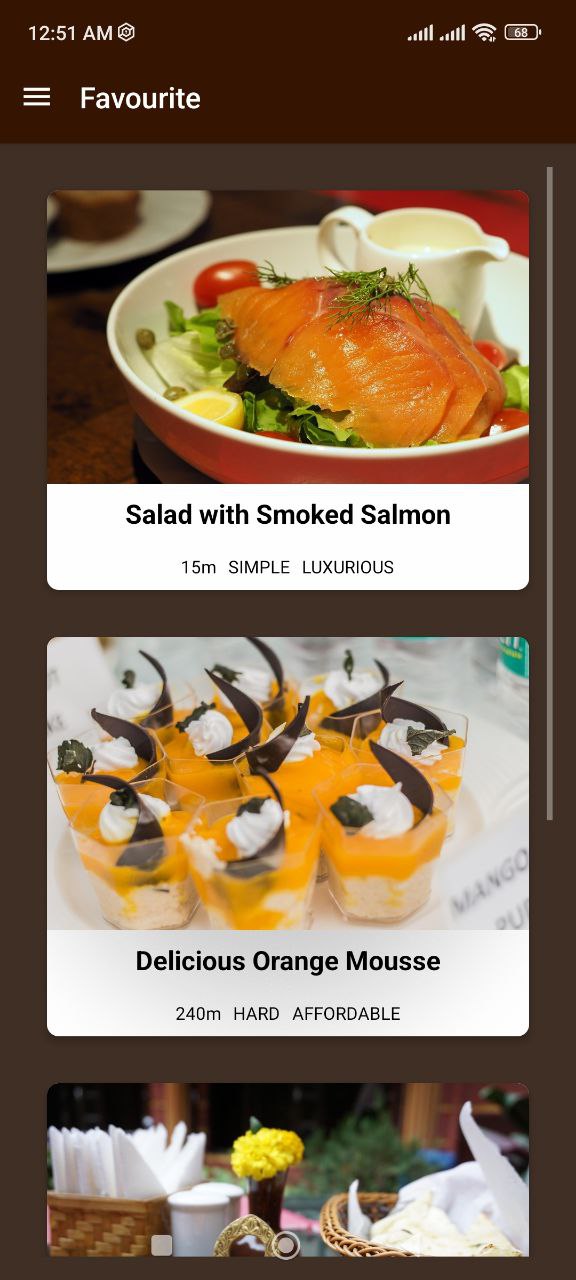 12:51 AM
68
Favourite
Salad with Smoked Salmon
15m SIMPLE LUXURIOUS
MANGO
Delicious Orange Mousse
240m HARD AFFORDABLE